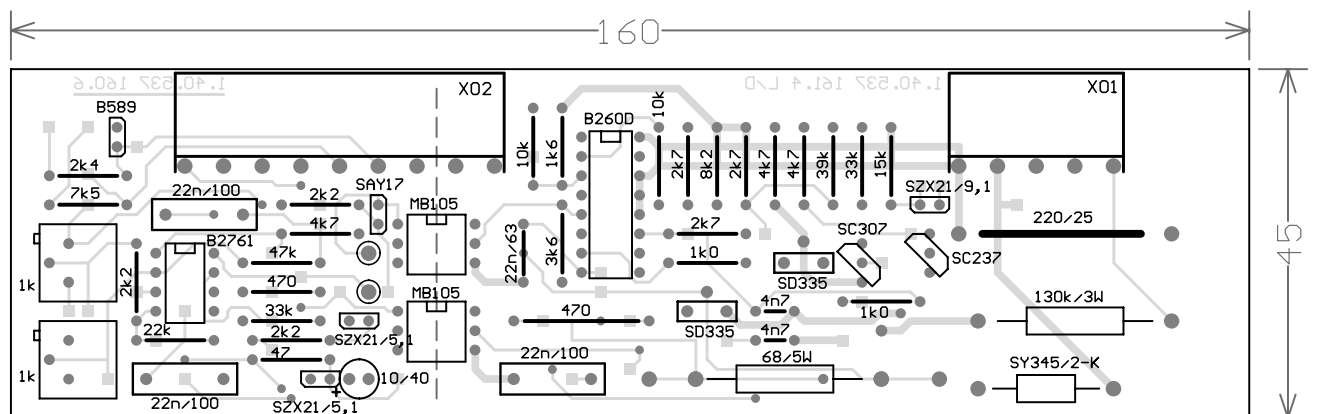 160
1.40.537 160.6
X02
1.40.537 161.4 L/D
X01
B589
B260D
10k
10k
1k6
2k7
8k2
2k7
4k7
4k7
39k
33k
15k
2k4
7k5
22n/100
2k2
SAY17
MB105
SZX21/9,1
4k7
2k7
220/25
SC307
SC237
45
B2761
47k
22n/63
3k6
1k0
SD335
1k
2k2
470
MB105
130k/3W
33k
470
4n7
1k0
22k
2k2
SZX21/5,1
SD335
4n7
47
22n/100
68/5W
SY345/2-K
1k
10/40
22n/100
SZX21/5,1
+